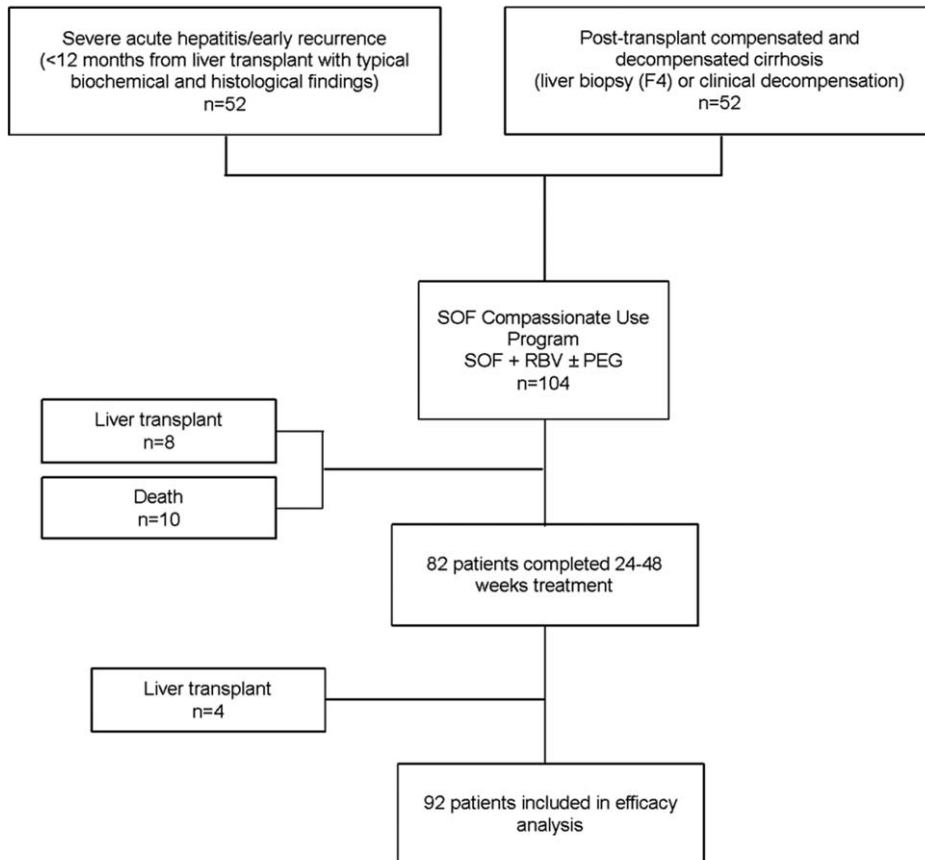 Severe acute hepatitis/early recurrence
(<12 months from liver transplant with typical
biochemical and histological findings)
n=52
Post-transplant compensated and
decompensated cirrhosis
(liver biopsy (F4) or clinical decompensation)
n=52
SOF Compassionate Use
Program
SOF + RBV ± PEG
n=104
Liver transplant
n=8
Death
n=10
82 patients completed 24-48
weeks treatment
Liver transplant
n=4
92 patients included in efficacy
analysis